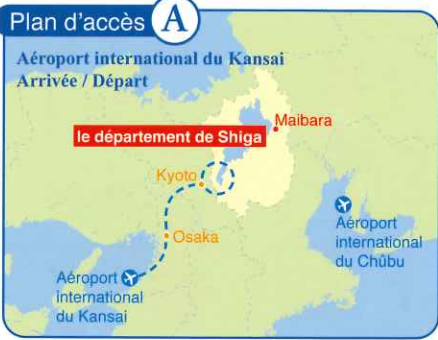 Plan d'accès A
Aéroport international du Kansai
Arrivée / Départ
Maibara
le département de Shiga
Kyoto
Osaka
Aéroport
international
du Chûbu
Aéroport
international
du Kansai